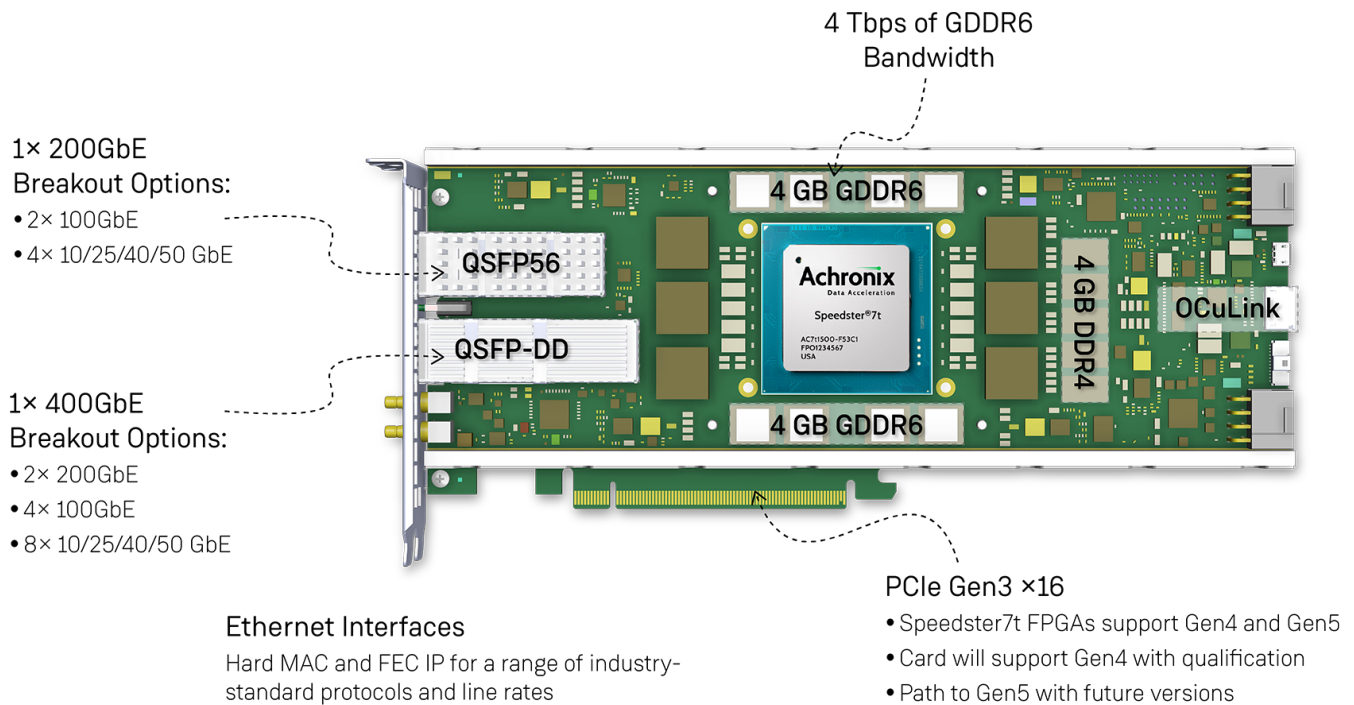 4 Tbps of GDDR6
Bandwidth
1× 200GbE
Breakout Options:
• 2× 100GbE
• 4× 10/25/40/50 GbE
1× 400GbE
Breakout Options:
• 2× 200GbE
• 4× 100GbE
• 8× 10/25/40/50 GbE
QSFP56
QSFP-DD
4 GB GDDR6
Achronix
Data Acceleration
Speedster®7t
AC7t1500-F53C1
FPO1234567
USA
4 GB GDDR6
4 GB DDR4
OCuLink
Ethernet Interfaces
Hard MAC and FEC IP for a range of industry-
standard protocols and line rates
PCIe Gen3 ×16
• Speedster7t FPGAs support Gen4 and Gen5
• Card will support Gen4 with qualification
• Path to Gen5 with future versions